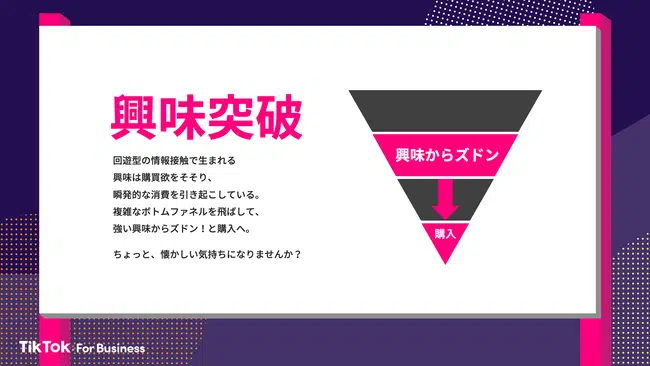 興味突破
回遊型の情報接触で生まれる
興味は購買欲をそそり、
瞬発的な消費を引き起こしている。
複雑なボトムファネルを飛ばして、
強い興味からズドン！と購入へ。
ちょっと、懐かしい気持ちになりませんか？
興味からズドン
購入
TikTok: For Business